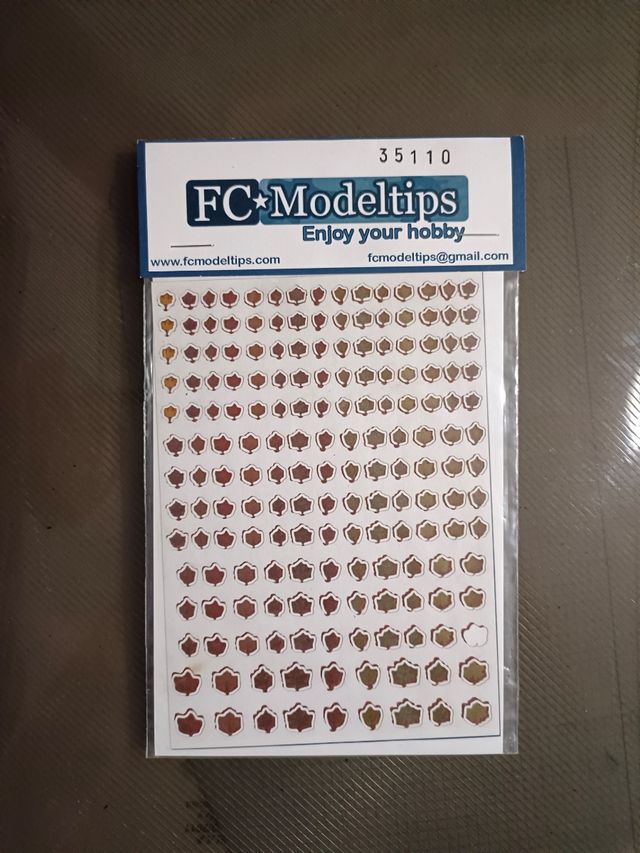 35110
FC★Modeltips
Enjoy your hobby
www.fcmodeltips.com fcmodeltips@gmail.com